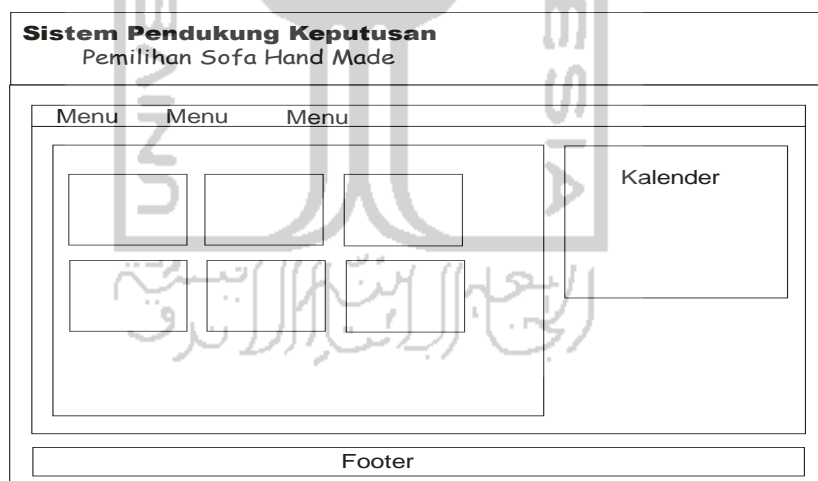 Sistem Pendukung Keputusan
Pemilihan Sofa Hand Made
Menu Menu Menu
Kalender
Footer